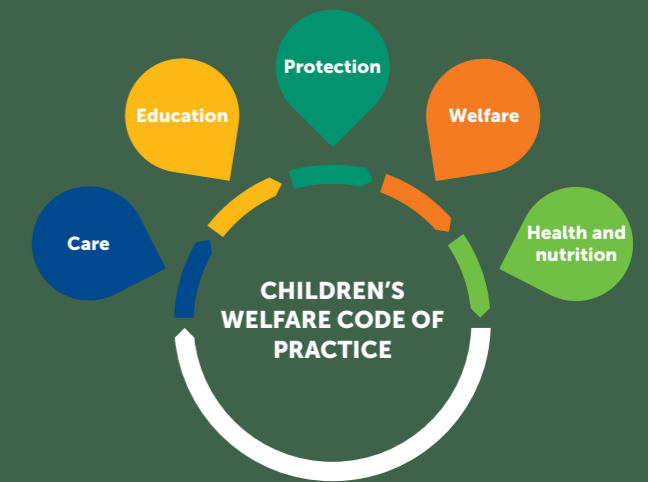 Care
Education
Protection
Welfare
Health and
nutrition
CHILDREN'S
WELFARE CODE OF
PRACTICE